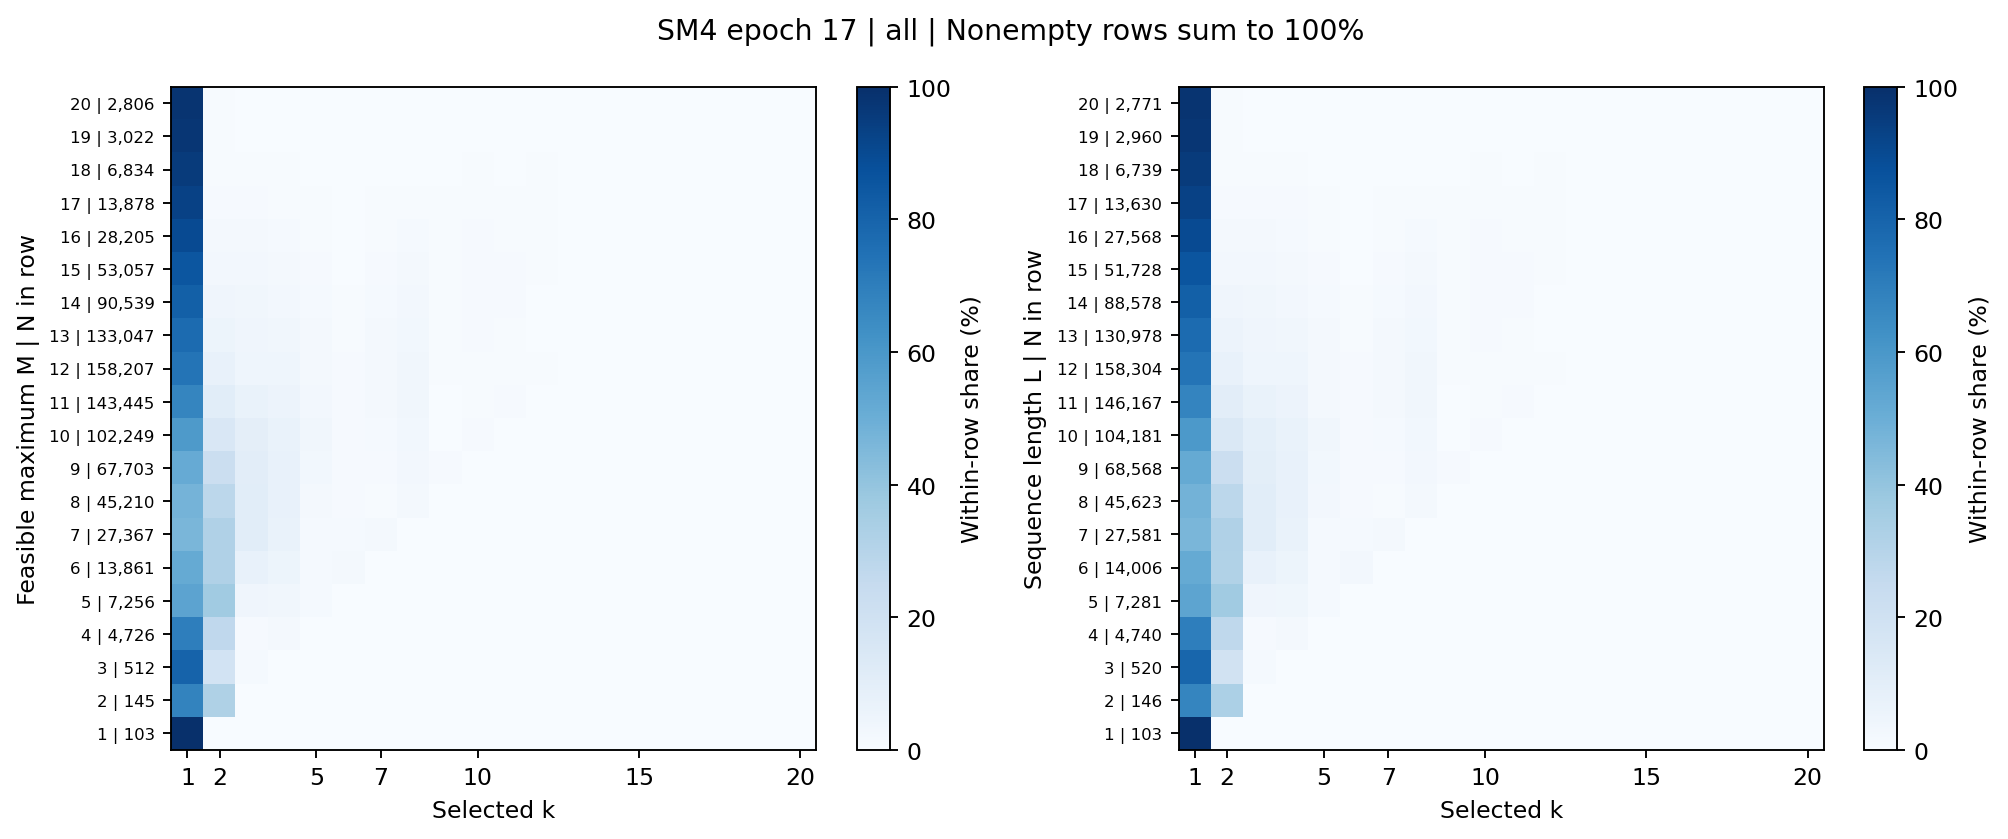 SM4 epoch 17 | all | Nonempty rows sum to 100%
Feasible maximum M | N in row
20 | 2,806
19 | 3,022
18 | 6,834
17 | 13,878
16 | 28,205
15 | 53,057
14 | 90,539
13 | 133,047
12 | 158,207
11 | 143,445
10 | 102,249
9 | 67,703
8 | 45,210
7 | 27,367
6 | 13,861
5 | 7,256
4 | 4,726
3 | 512
2 | 145
1 | 103
1 2 5 7 10 15 20
Selected k
100
80
60
40
20
0
Within-row share (%)
Sequence length L | N in row
20 | 2,771
19 | 2,960
18 | 6,739
17 | 13,630
16 | 27,568
15 | 51,728
14 | 88,578
13 | 130,978
12 | 158,304
11 | 146,167
10 | 104,181
9 | 68,568
8 | 45,623
7 | 27,581
6 | 14,006
5 | 7,281
4 | 4,740
3 | 520
2 | 146
1 | 103
1 2 5 7 10 15 20
Selected k
100
80
60
40
20
0
Within-row share (%)